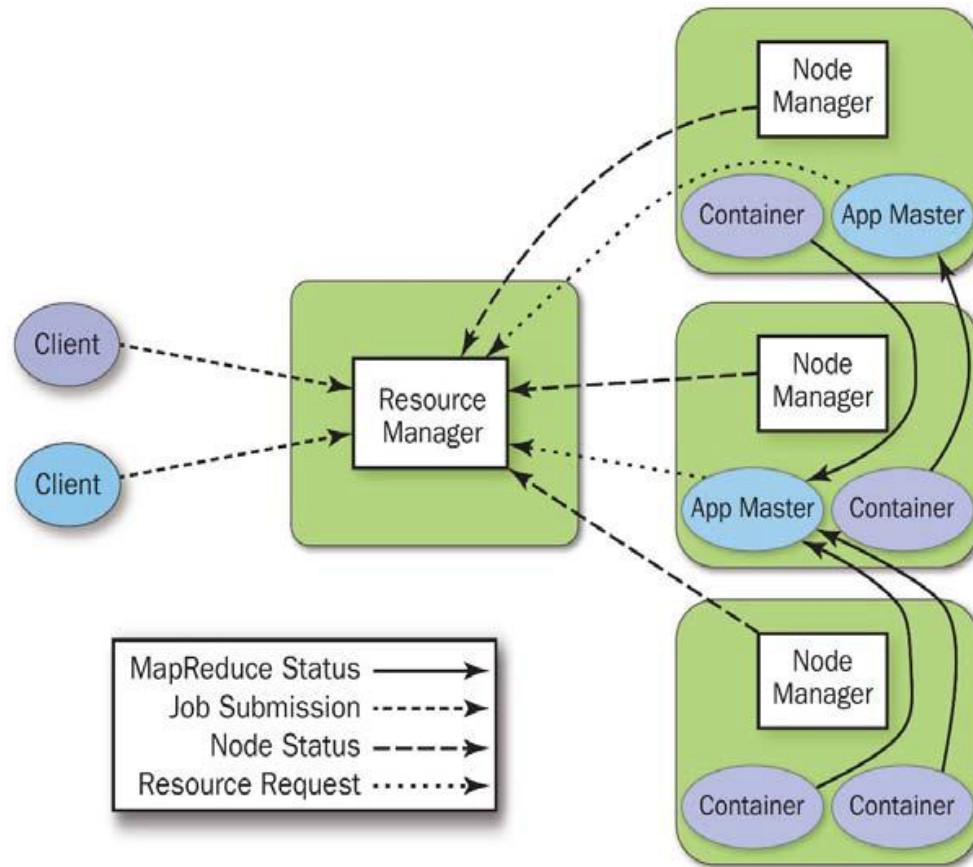 Node
Manager
Container
App Master
Client
Resource
Manager
Node
Manager
Client
App Master
Container
MapReduce Status
Job Submission
Node Status
Resource Request
Node
Manager
Container
Container